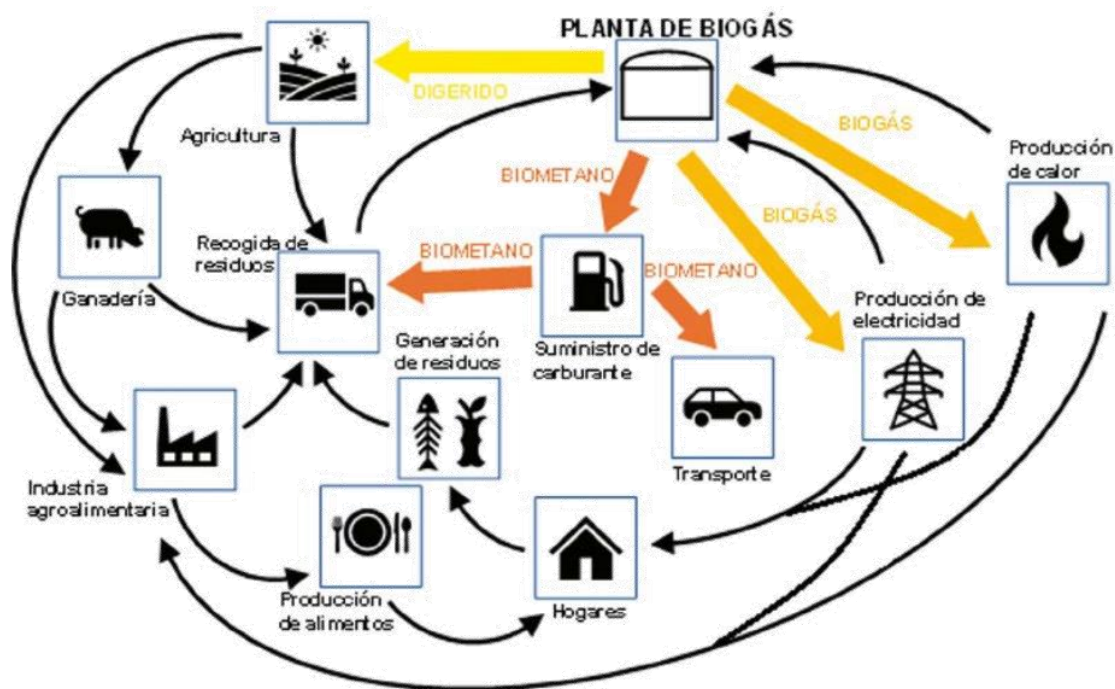 PLANTA DE BIOGÁS
DIGERIDO
Agricultura
BIOGÁS
Producción
de calor
BIOMETANO
BIOGÁS
Recogida de
residuos
BIOMETANO
BIOMETANO
Ganadería
Producción de
electricidad
Generación
de residuos
Suministro de
carburante
Transporte
Industria
agroalimentaria
Producción
de alimentos
Hogares